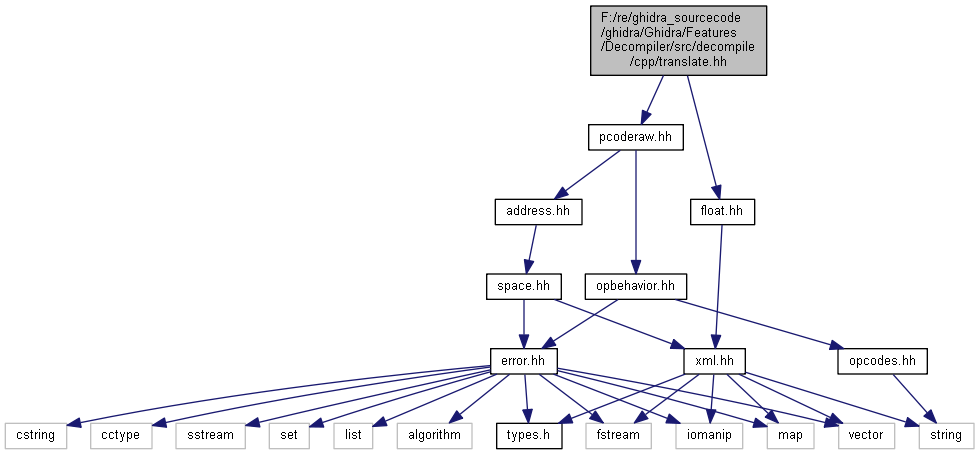 F:/re/ghidra_sourcecode
/ghidra/Ghidra/Features
/Decompiler/src/decompile
/cpp/translate.hh
pcoderaw.hh
address.hh
float.hh
space.hh
opbehavior.hh
error.hh
xml.hh
opcodes.hh
cstring
cctype
sstream
set
list
algorithm
types.h
fstream
iomanip
map
vector
string